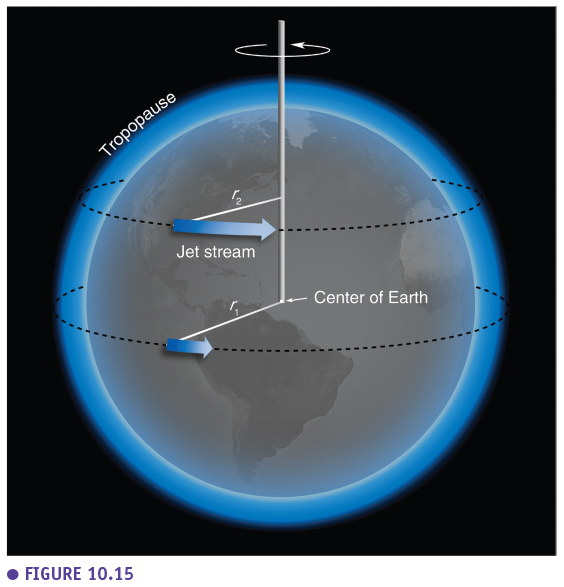 Tropopause
r2
Jet stream
r1
Center of Earth
● FIGURE 10.15